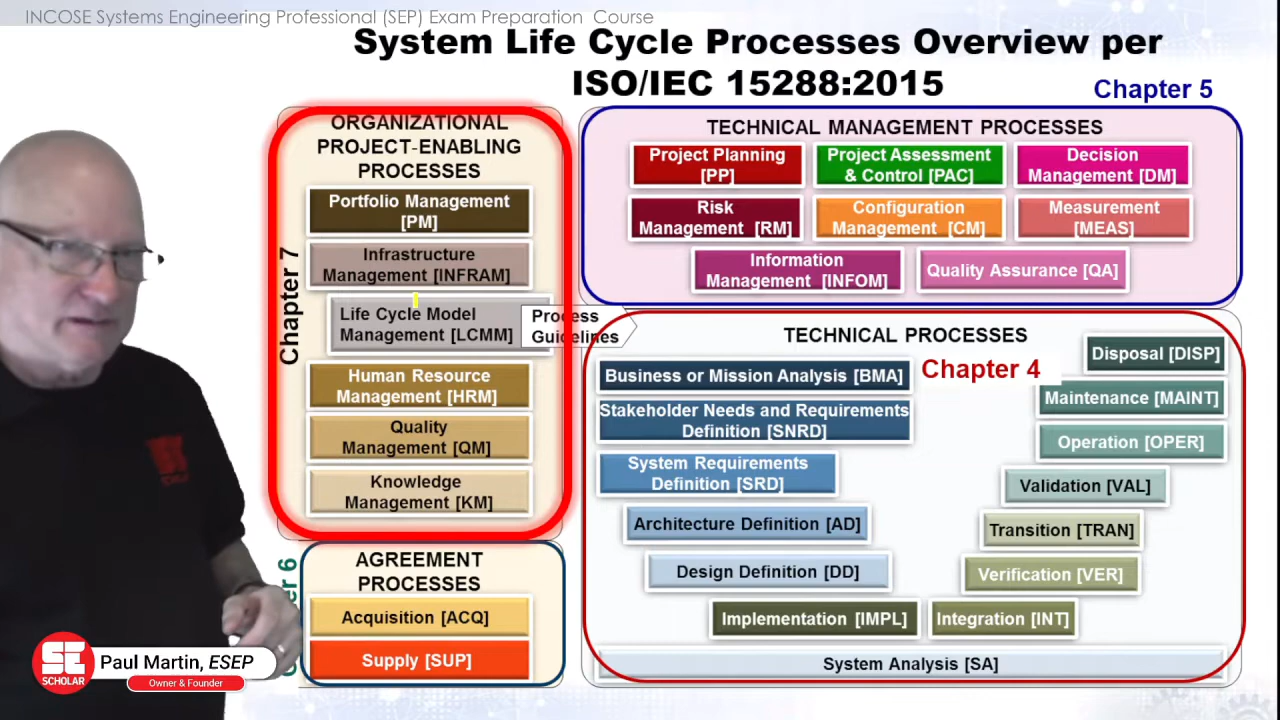 INCOSE Systems Engineering Professional (SEP) Exam Preparation Course
System Life Cycle Processes Overview per
ISO/IEC 15288:2015
Chapter 7
ORGANIZATIONAL
PROJECT-ENABLING
PROCESSES
Portfolio Management
[PM]
Infrastructure
Management [INFRAM]
Life Cycle Model
Management [LCMM]
Process
Guidelines
Human Resource
Management [HRM]
Quality
Management [QM]
Knowledge
Management [KM]
6
AGREEMENT
PROCESSES
Acquisition [ACQ]
Supply [SUP]
Chapter 5
TECHNICAL MANAGEMENT PROCESSES
Project Planning
[PP]
Project Assessment
& Control [PAC]
Decision
Management [DM]
Risk
Management [RM]
Configuration
Management [CM]
Measurement
[MEAS]
Information
Management [INFOM]
Quality Assurance [QA]
TECHNICAL PROCESSES
Chapter 4
Business or Mission Analysis [BMA]
Stakeholder Needs and Requirements
Definition [SNRD]
System Requirements
Definition [SRD]
Architecture Definition [AD]
Design Definition [DD]
Implementation [IMPL]
Integration [INT]
Verification [VER]
Transition [TRAN]
Validation [VAL]
Operation [OPER]
Maintenance [MAINT]
Disposal [DISP]
System Analysis [SA]
SE
SCHOLAR
Paul Martin, ESEP
Owner & Founder